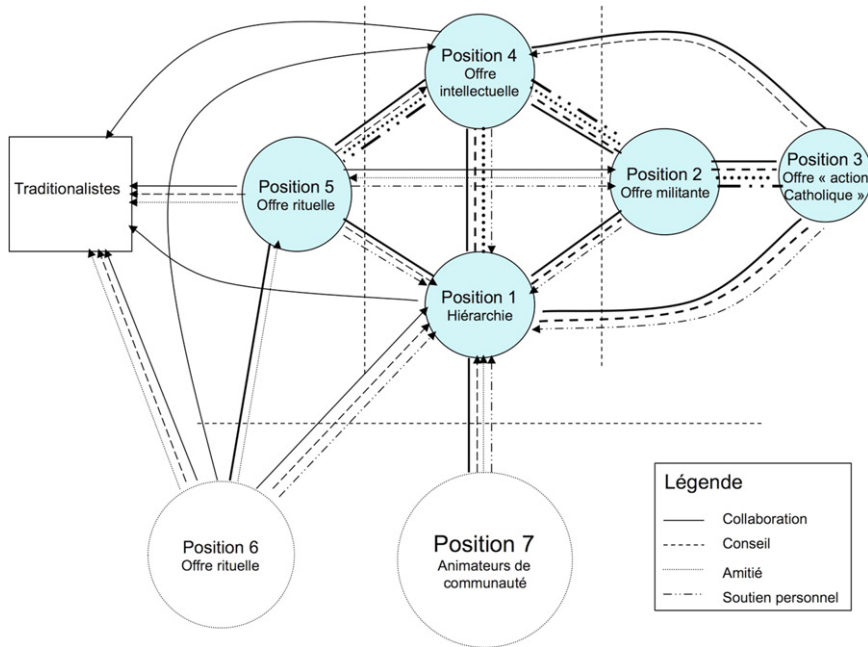 Position 4
Offre
intellectuelle
Traditionalistes
Position 5
Offre rituelle
Position 2
Offre militante
Position 3
Offre « action
Catholique »
Position 1
Hiérarchie
Position 6
Offre rituelle
Position 7
Animateurs de
communauté
Légende
Collaboration
Conseil
Amitié
Soutien personnel